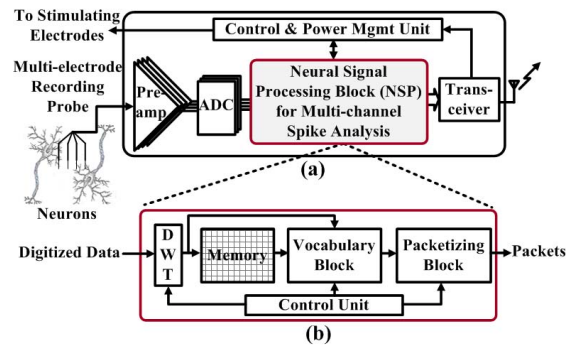 To Stimulating
Electrodes
Control & Power Mgmt Unit
Multi-electrode
Recording
Probe
Pre-
amp
ADC
Neural Signal
Processing Block (NSP)
for Multi-channel
Spike Analysis
Trans-
ceiver
Neurons
(a)
Digitized Data
D
W
T
Memory
Vocabulary
Block
Packetizing
Block
Packets
Control Unit
(b)